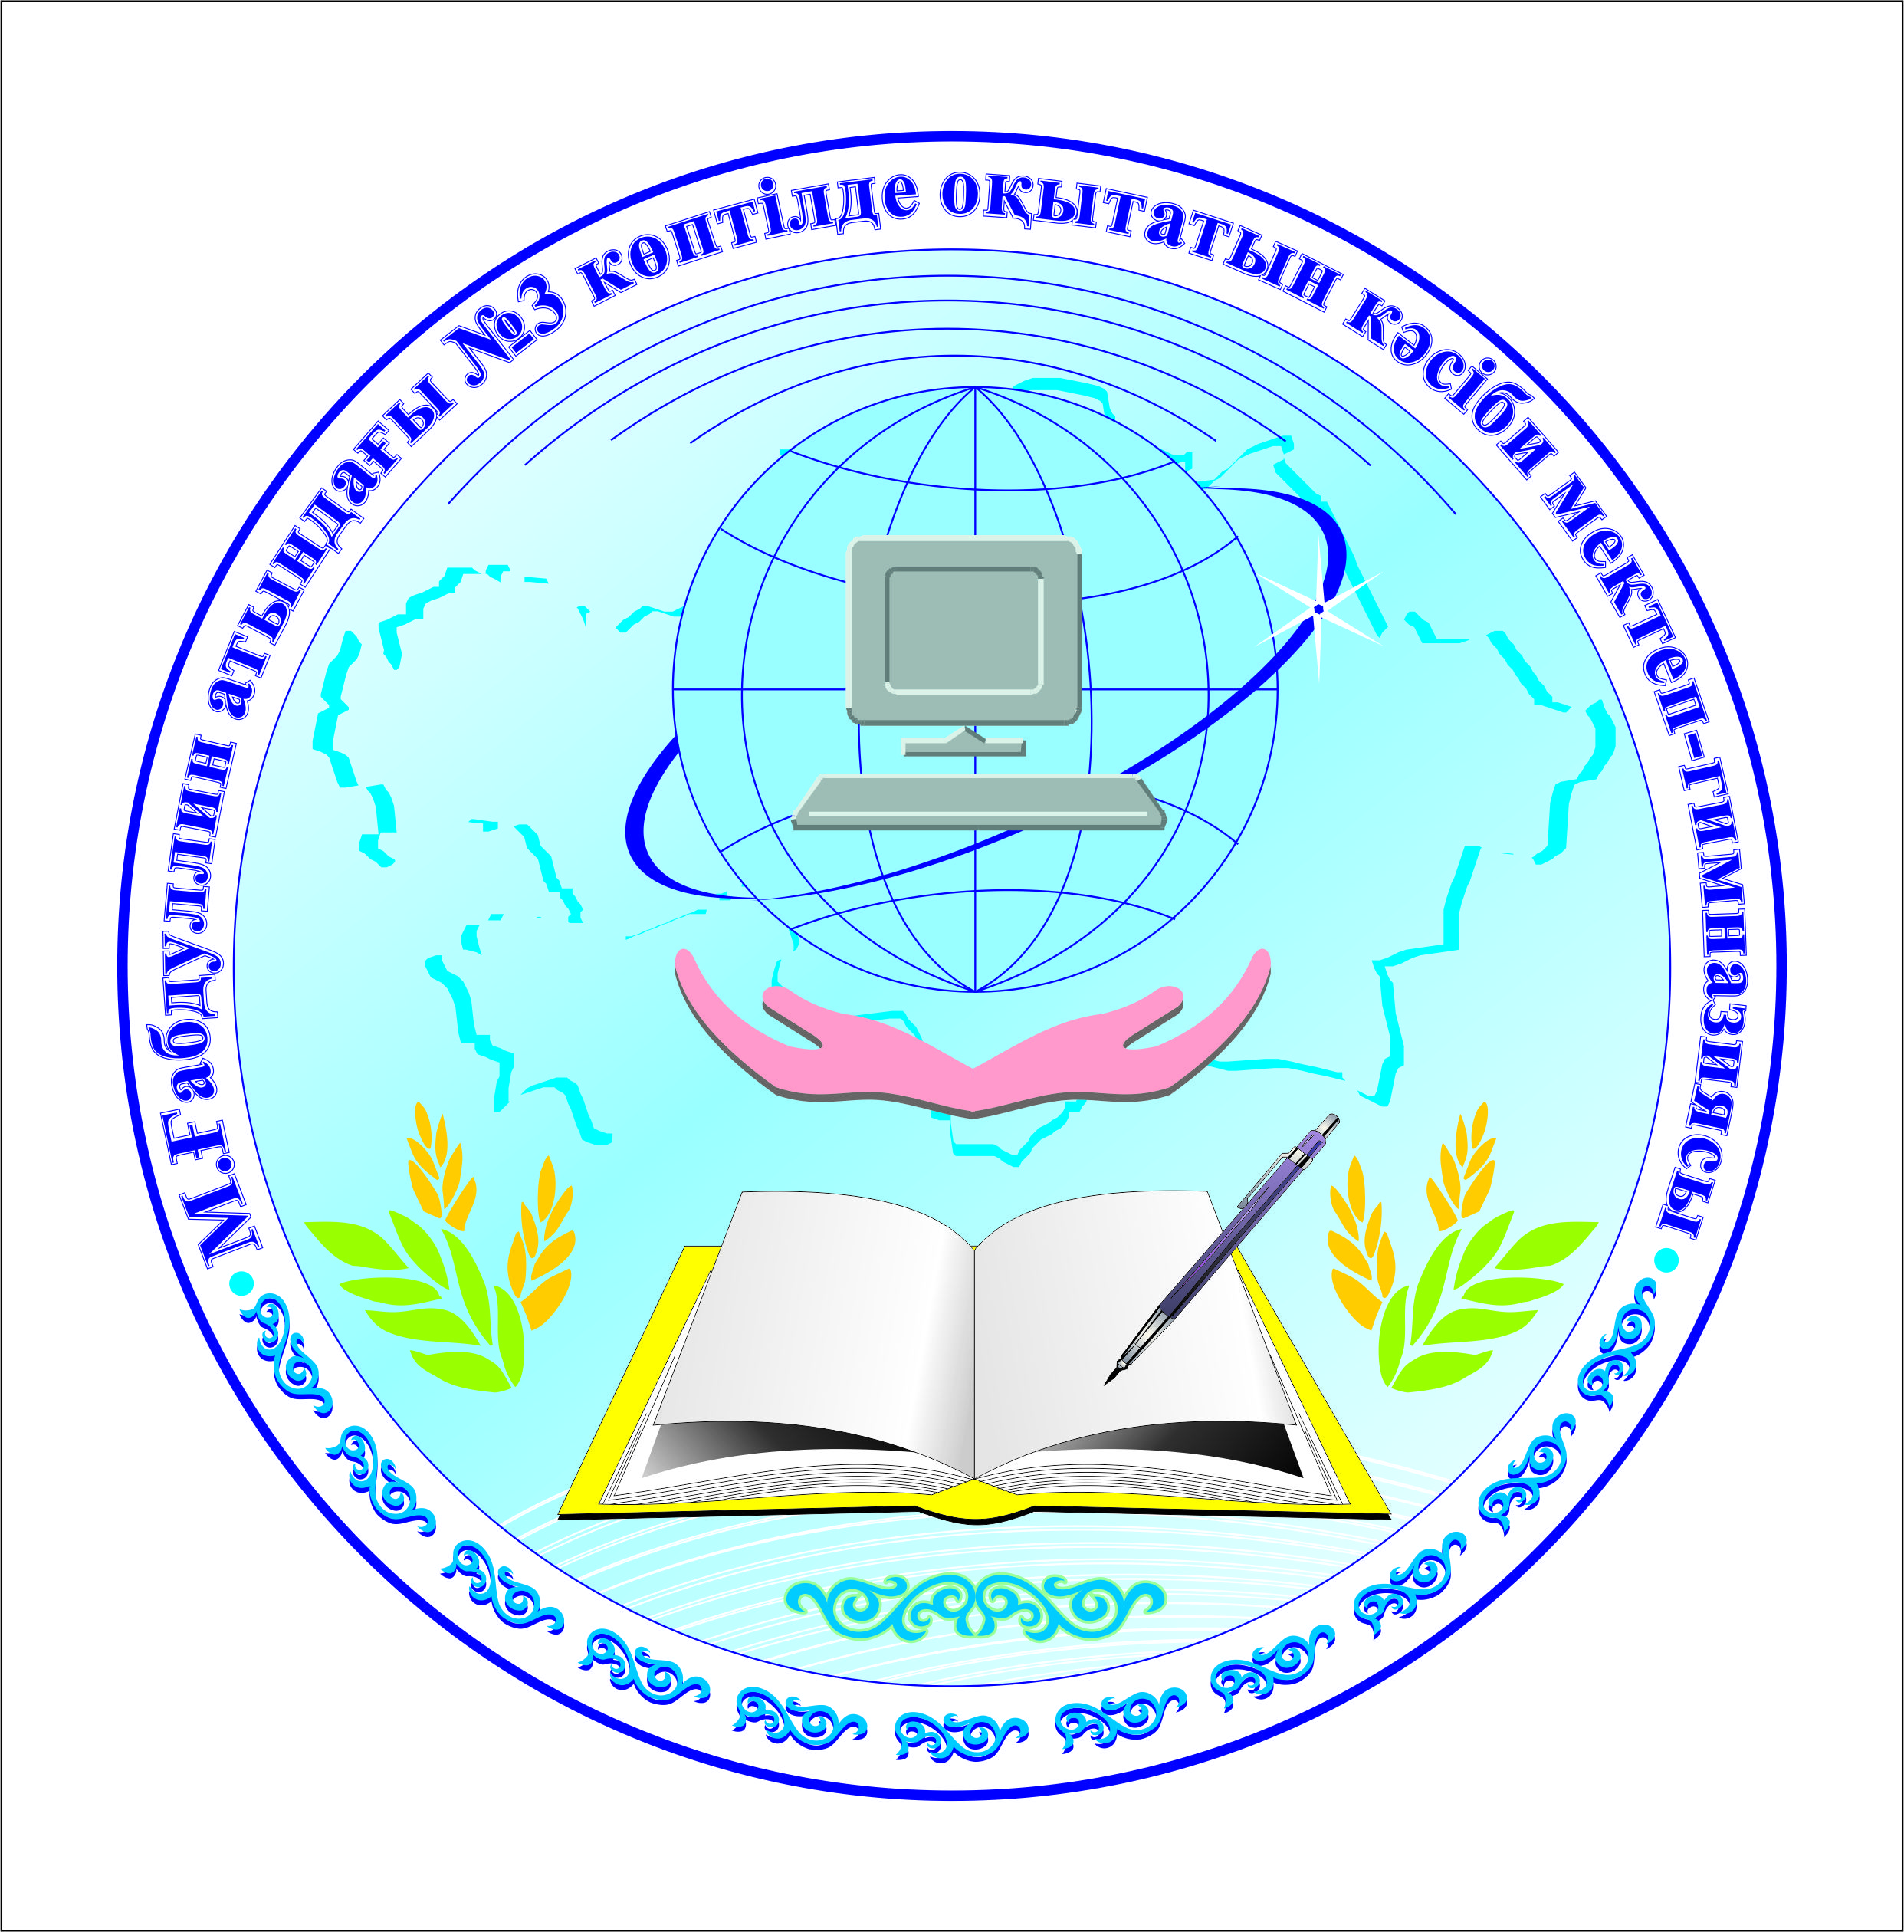 М.Ғабдуллин атындағы №3 көптілде оқытатын кәсіби мектеп-гимназиясы